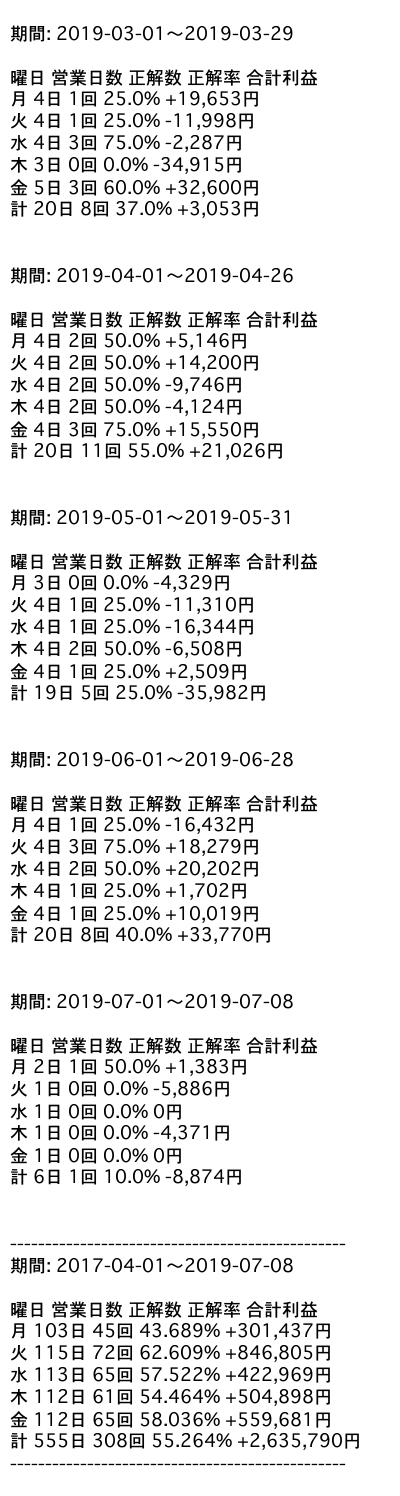 期間: 2019-03-01〜2019-03-29
曜日 営業日数 正解数 正解率 合計利益
月 4日 1回 25.0% +19,653円
火 4日 1回 25.0% -11,998円
水 4日 3回 75.0% -2,287円
木 3日 0回 0.0% -34,915円
金 5日 3回 60.0% +32,600円
計 20日 8回 37.0% +3,053円
期間: 2019-04-01〜2019-04-26
曜日 営業日数 正解数 正解率 合計利益
月 4日 2回 50.0% +5,146円
火 4日 2回 50.0% +14,200円
水 4日 2回 50.0% -9,746円
木 4日 2回 50.0% -4,124円
金 4日 3回 75.0% +15,550円
計 20日 11回 55.0% +21,026円
期間: 2019-05-01〜2019-05-31
曜日 営業日数 正解数 正解率 合計利益
月 3日 0回 0.0% -4,329円
火 4日 1回 25.0% -11,310円
水 4日 1回 25.0% -16,344円
木 4日 2回 50.0% -6,508円
金 4日 1回 25.0% +2,509円
計 19日 5回 25.0% -35,982円
期間: 2019-06-01〜2019-06-28
曜日 営業日数 正解数 正解率 合計利益
月 4日 1回 25.0% -16,432円
火 4日 3回 75.0% +18,279円
水 4日 2回 50.0% +20,202円
木 4日 1回 25.0% +1,702円
金 4日 1回 25.0% +10,019円
計 20日 8回 40.0% +33,770円
期間: 2019-07-01〜2019-07-08
曜日 営業日数 正解数 正解率 合計利益
月 2日 1回 50.0% +1,383円
火 1日 0回 0.0% -5,886円
水 1日 0回 0.0% 0円
木 1日 0回 0.0% -4,371円
金 1日 0回 0.0% 0円
計 6日 1回 10.0% -8,874円
------------------------------------------------
期間: 2017-04-01〜2019-07-08
曜日 営業日数 正解数 正解率 合計利益
月 103日 45回 43.689% +301,437円
火 115日 72回 62.609% +846,805円
水 113日 65回 57.522% +422,969円
木 112日 61回 54.464% +504,898円
金 112日 65回 58.036% +559,681円
計 555日 308回 55.264% +2,635,790円
------------------------------------------------